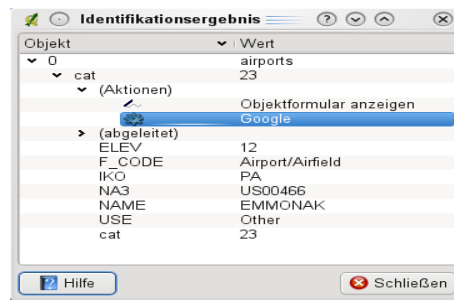 Identifikationsergebnis
Objekt Wert
0 airports
cat 23
(Aktionen)
Objektformular anzeigen
Google
(abgeleitet)
ELEV 12
F_CODE Airport/Airfield
IKO PA
NA3 US00466
NAME EMMONAK
USE Other
cat 23
Hilfe Schließen